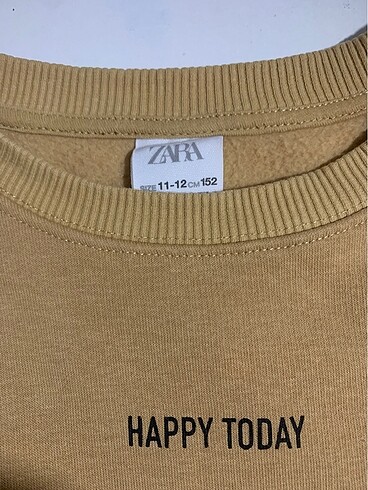 ZARA
SIZE 11-12 CM 152
HAPPY TODAY